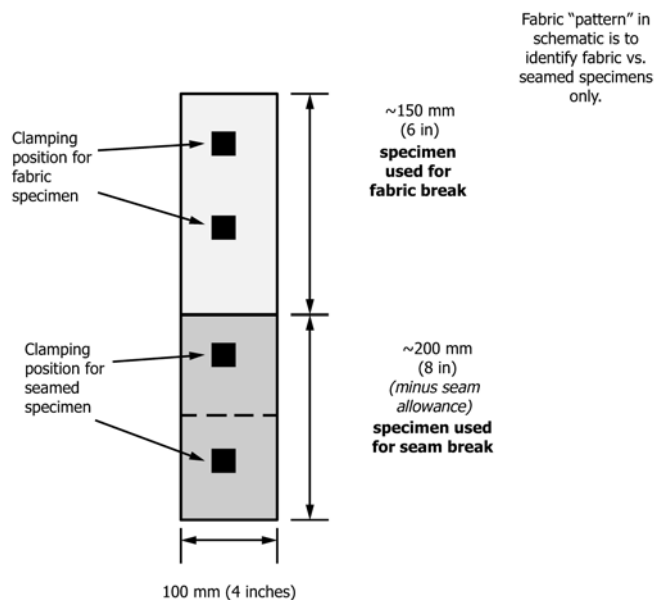 Fabric “pattern” in
schematic is to
identify fabric vs.
seamed specimens
only.
Clamping
position for
fabric
specimen
~150 mm
(6 in)
specimen
used for
fabric break
Clamping
position for
seamed
specimen
~200 mm
(8 in)
(minus seam
allowance)
specimen used
for seam break
100 mm (4 inches)